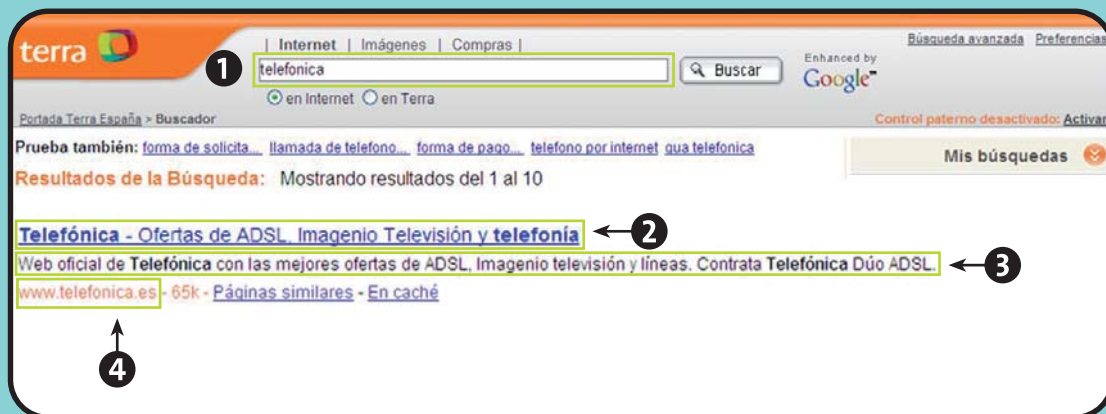 terra
| Internet | Imágenes | Compras |
Búsqueda avanzada Preferencias
1
telefonica
Buscar
Enhanced by
Google™
en Internet en Terra
Portada Terra España > Buscador
Control paterno desactivado: Activar
Prueba también: forma de solicita... llamada de telefono... forma de pago... telefono por internet gua telefonica
Mis búsquedas
Resultados de la Búsqueda: Mostrando resultados del 1 al 10
Telefónica - Ofertas de ADSL, Imagenio Televisión y telefonía
2
Web oficial de Telefónica con las mejores ofertas de ADSL, Imagenio televisión y líneas. Contrata Telefónica Dúo ADSL.
3
www.telefonica.es - 65k - Páginas similares - En caché
4